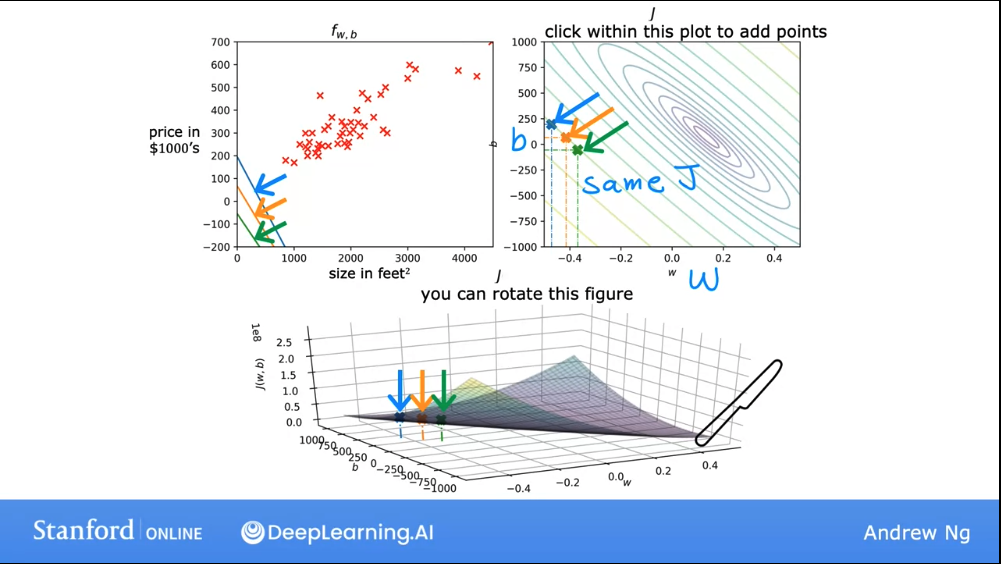 f w, b
700
600
500
400
300
200
100
0
−100
−200
price in
$1000's
0
1000
2000
3000
4000
size in feet²
J
click within this plot to add points
1000
750
500
250
0
−250
−500
−750
−1000
b
b
same J
−0.4
−0.2
0.0
0.2
0.4
w
W
J
you can rotate this figure
1e8
J(w, b)
2.5
2.0
1.5
1.0
0.5
0.0
1000
750
500
250
0
−250
−500
−750
−1000
b
−0.4
−0.2
0.0
0.2
0.4
w
Stanford | ONLINE
DeepLearning.AI
Andrew Ng